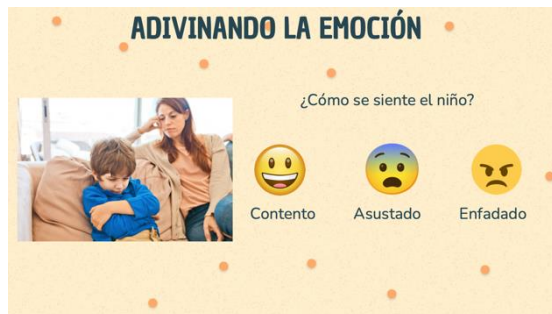 ADIVINANDO LA EMOCIÓN
¿Cómo se siente el niño?
Contento Asustado Enfadado